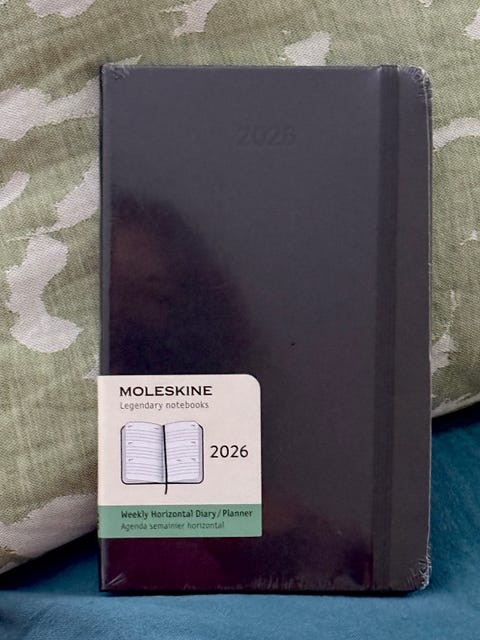 2026
MOLESKINE
Legendary notebooks
2026
Weekly Horizontal Diary / Planner
Agenda semainier horizontal